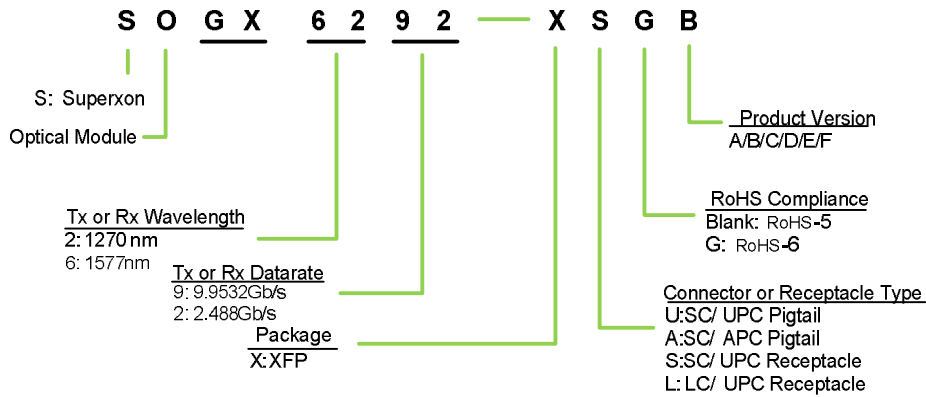 S O G X 6 2 9 2 — X S G B
S: Superxon
Optical Module
Product Version
A/B/C/D/E/F
RoHS Compliance
Blank: RoHS-5
G: RoHS-6
Tx or Rx Wavelength
2: 1270 nm
6: 1577nm
Tx or Rx Datarate
9: 9.9532Gb/s
2: 2.488Gb/s
Connector or Receptacle Type
U:SC/ UPC Pigtail
A:SC/ APC Pigtail
S:SC/ UPC Receptacle
L: LC/ UPC Receptacle
Package
X:XFP